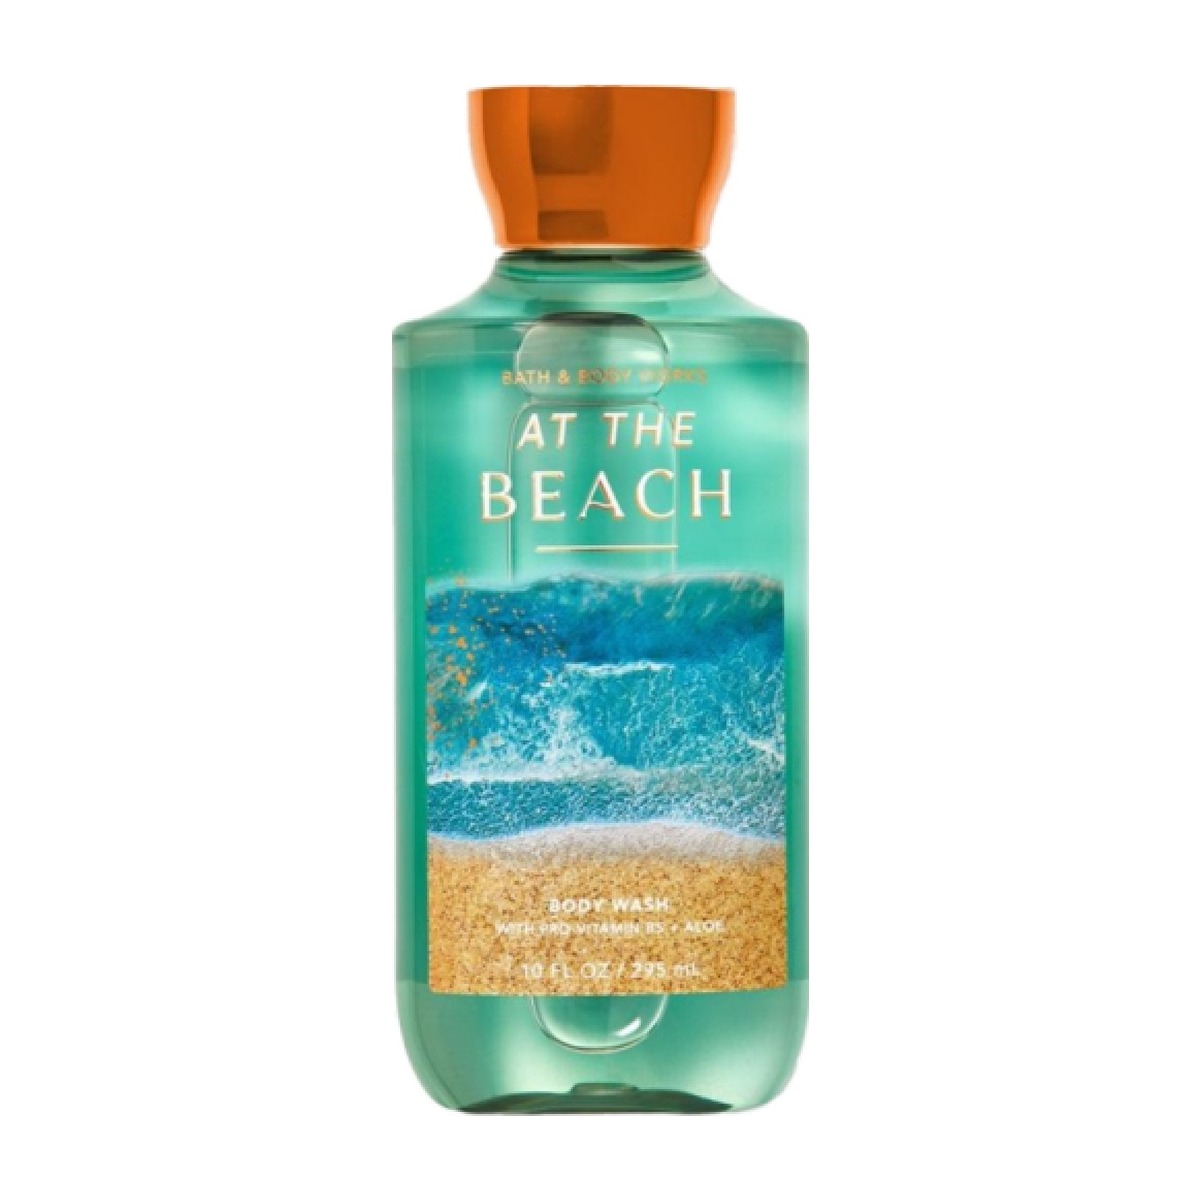 BATH & BODY WORKS
AT THE
BEACH
BODY WASH
WITH PRO-VITAMIN B5 + ALOE
10 FL OZ / 295 mL